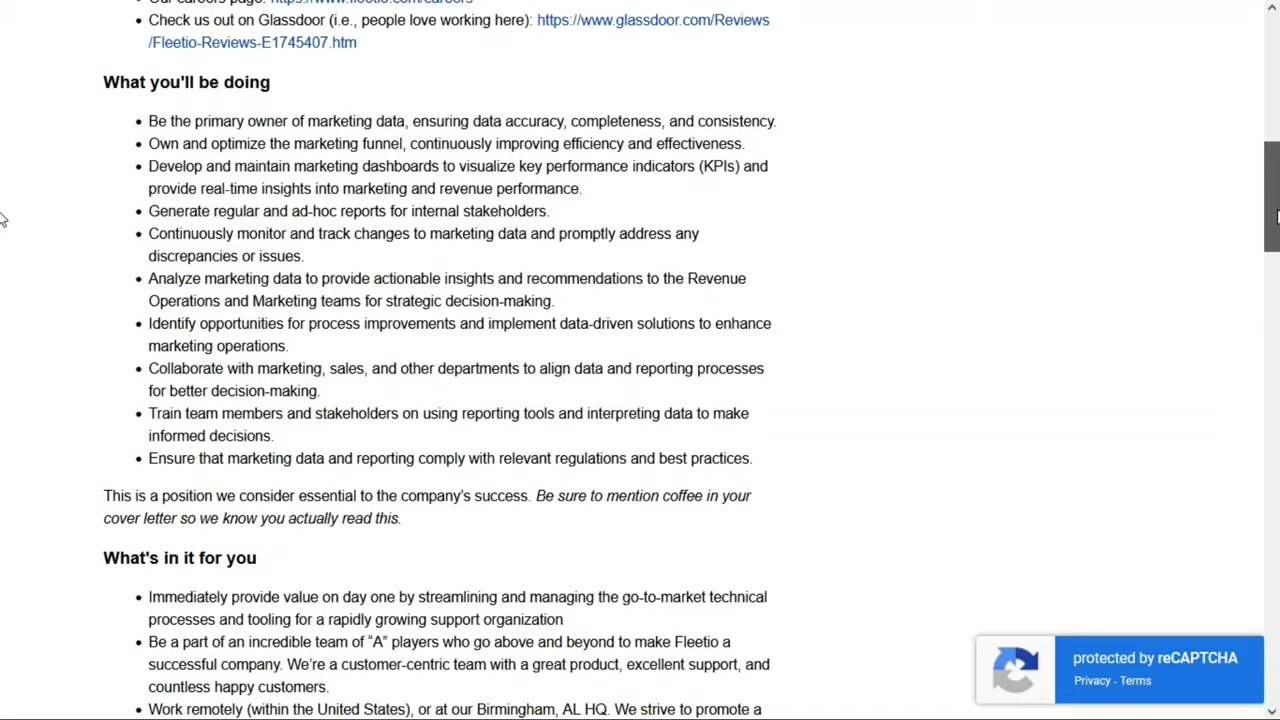 Our careers page: https://www.fleetio.com/careers
Check us out on Glassdoor (i.e., people love working here): https://www.glassdoor.com/Reviews
/Fleetio-Reviews-E1745407.htm
What you'll be doing
Be the primary owner of marketing data, ensuring data accuracy, completeness, and consistency.
Own and optimize the marketing funnel, continuously improving efficiency and effectiveness.
Develop and maintain marketing dashboards to visualize key performance indicators (KPIs) and
provide real-time insights into marketing and revenue performance.
Generate regular and ad-hoc reports for internal stakeholders.
Continuously monitor and track changes to marketing data and promptly address any
discrepancies or issues.
Analyze marketing data to provide actionable insights and recommendations to the Revenue
Operations and Marketing teams for strategic decision-making.
Identify opportunities for process improvements and implement data-driven solutions to enhance
marketing operations.
Collaborate with marketing, sales, and other departments to align data and reporting processes
for better decision-making.
Train team members and stakeholders on using reporting tools and interpreting data to make
informed decisions.
Ensure that marketing data and reporting comply with relevant regulations and best practices.
This is a position we consider essential to the company’s success. Be sure to mention coffee in your
cover letter so we know you actually read this.
What's in it for you
Immediately provide value on day one by streamlining and managing the go-to-market technical
processes and tooling for a rapidly growing support organization
Be a part of an incredible team of “A” players who go above and beyond to make Fleetio a
successful company. We’re a customer-centric team with a great product, excellent support, and
countless happy customers.
Work remotely (within the United States), or at our Birmingham, AL HQ. We strive to promote a
protected by reCAPTCHA
Privacy - Terms